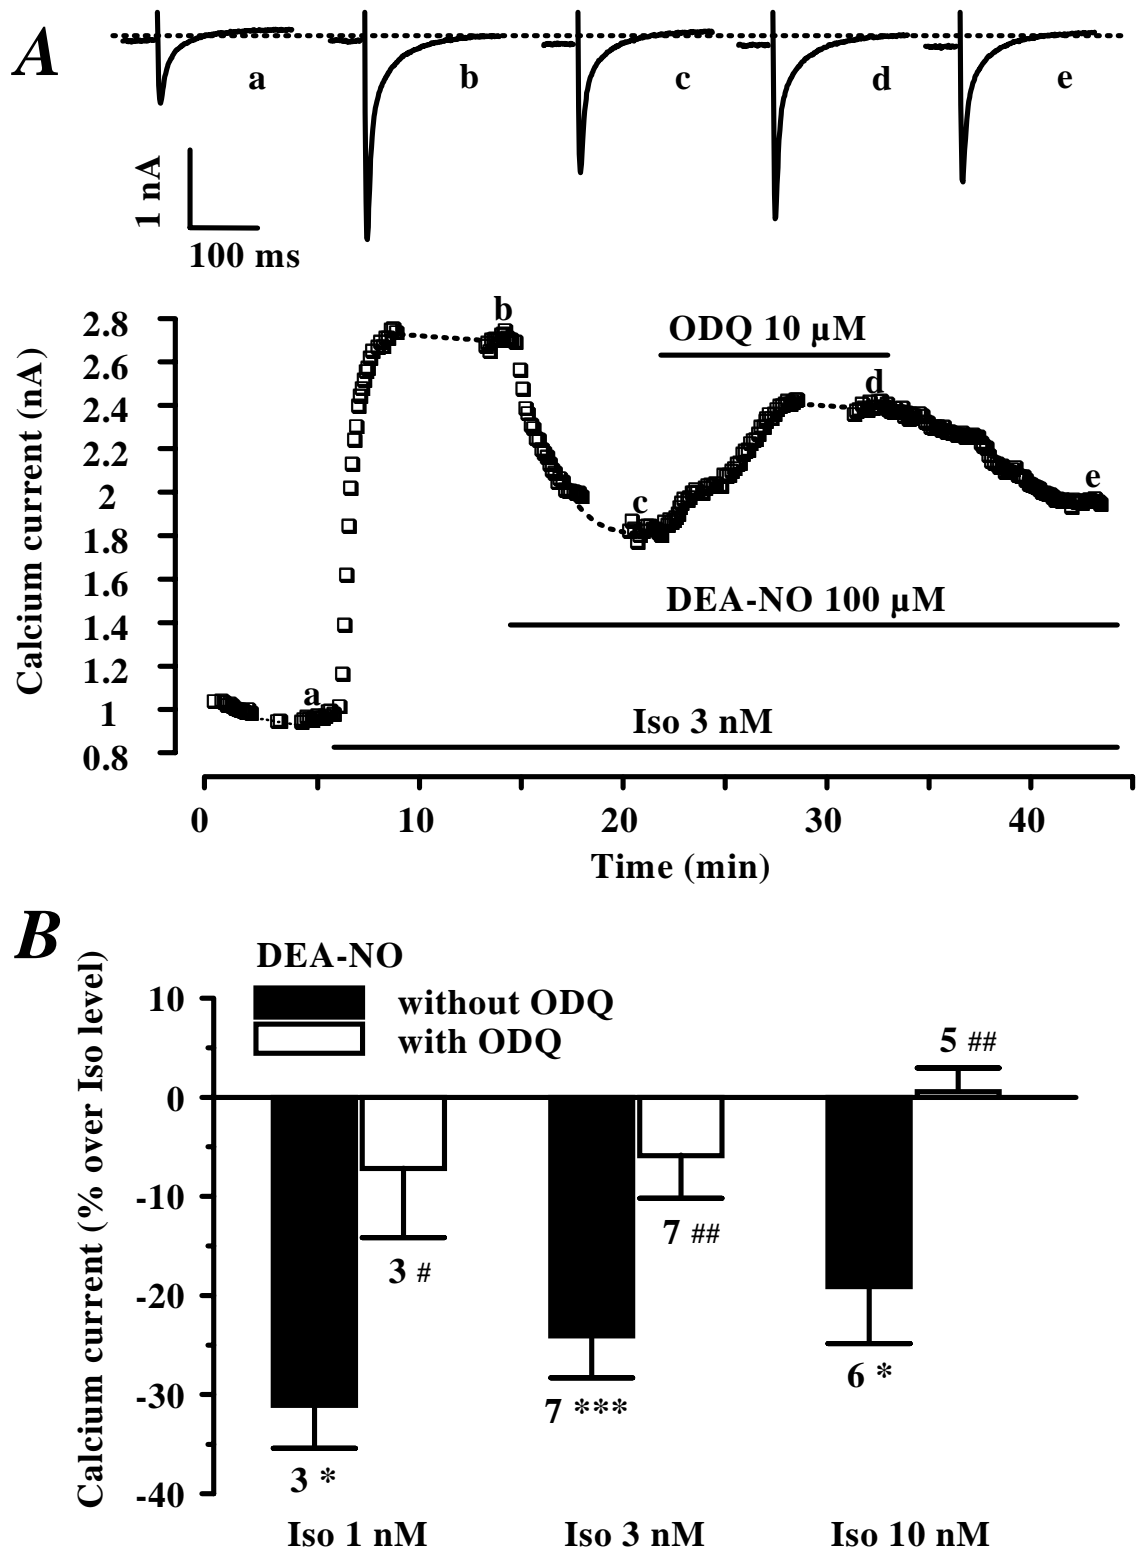 A
a b c d e
1 nA
100 ms
Calcium current (nA)
2.8
2.6
2.4
2.2
2
1.8
1.6
1.4
1.2
1
0.8
b
ODQ 10 µM
d
c
e
DEA-NO 100 µM
a
Iso 3 nM
0 10 20 30 40
Time (min)
B
Calcium current (% over Iso level)
DEA-NO
without ODQ
with ODQ
10
0
-10
-20
-30
-40
5 ##
7 ##
3 #
6 *
7 ***
3 *
Iso 1 nM Iso 3 nM Iso 10 nM